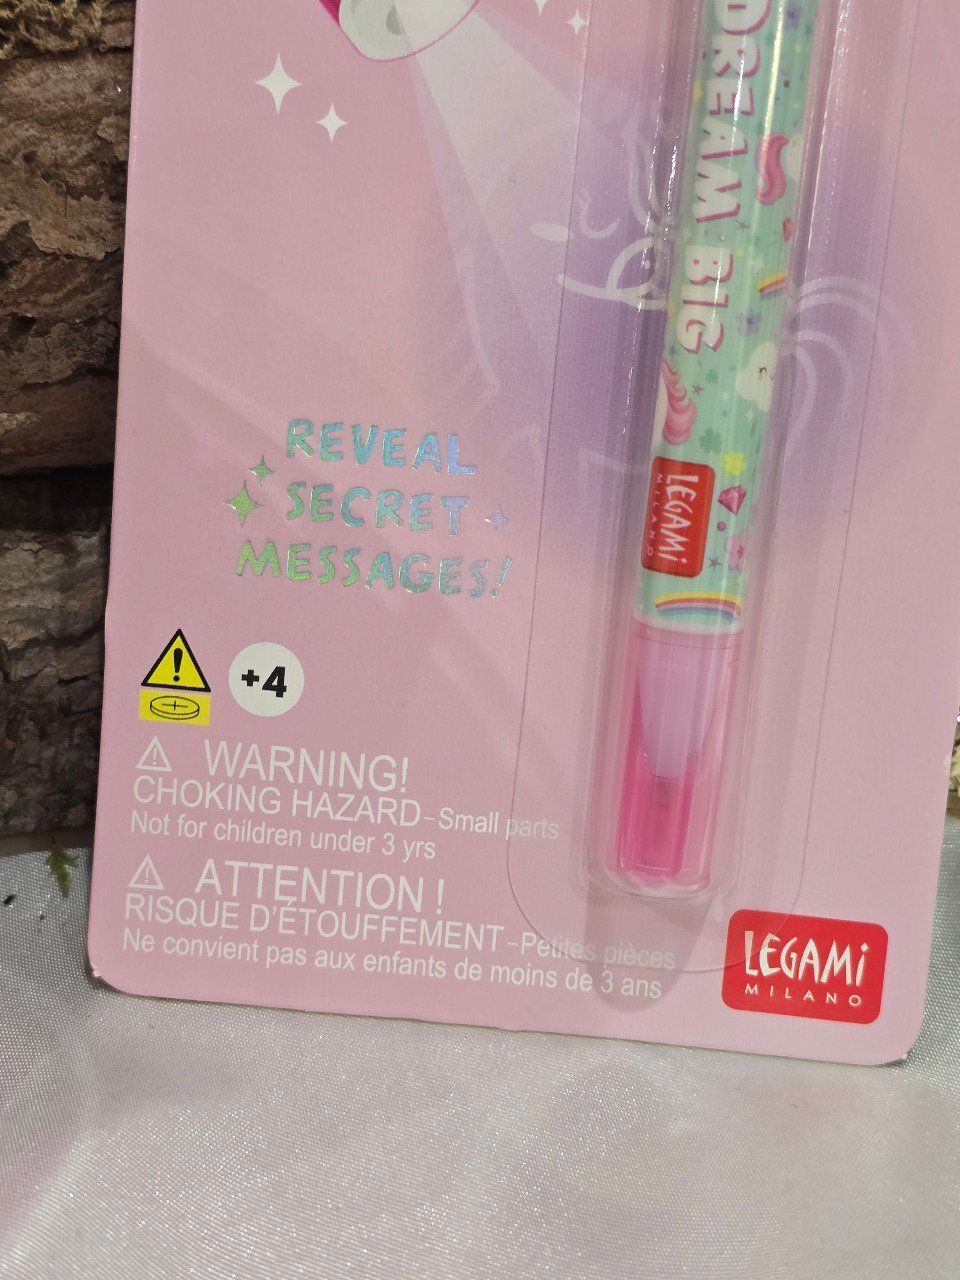 DREAM BIG
LEGAMi
MILANO
REVEAL
SECRET
MESSAGES!
+4
WARNING!
CHOKING HAZARD - Small parts
Not for children under 3 yrs
ATTENTION !
RISQUE D'ÉTOUFFEMENT - Petites pièces
Ne convient pas aux enfants de moins de 3 ans
LEGAMi
MILANO